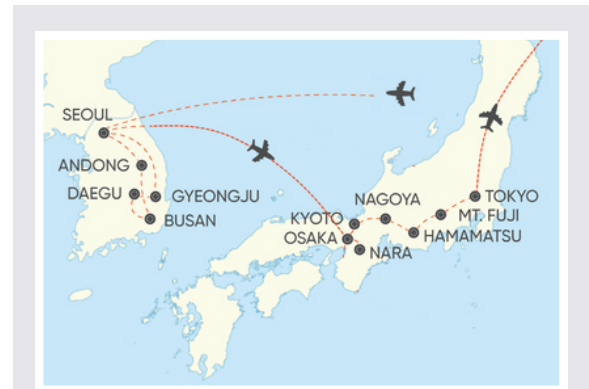 SEOUL
ANDONG
DAEGU
GYEONGJU
BUSAN
NAGOYA
TOKYO
KYOTO
MT. FUJI
OSAKA
HAMAMATSU
NARA